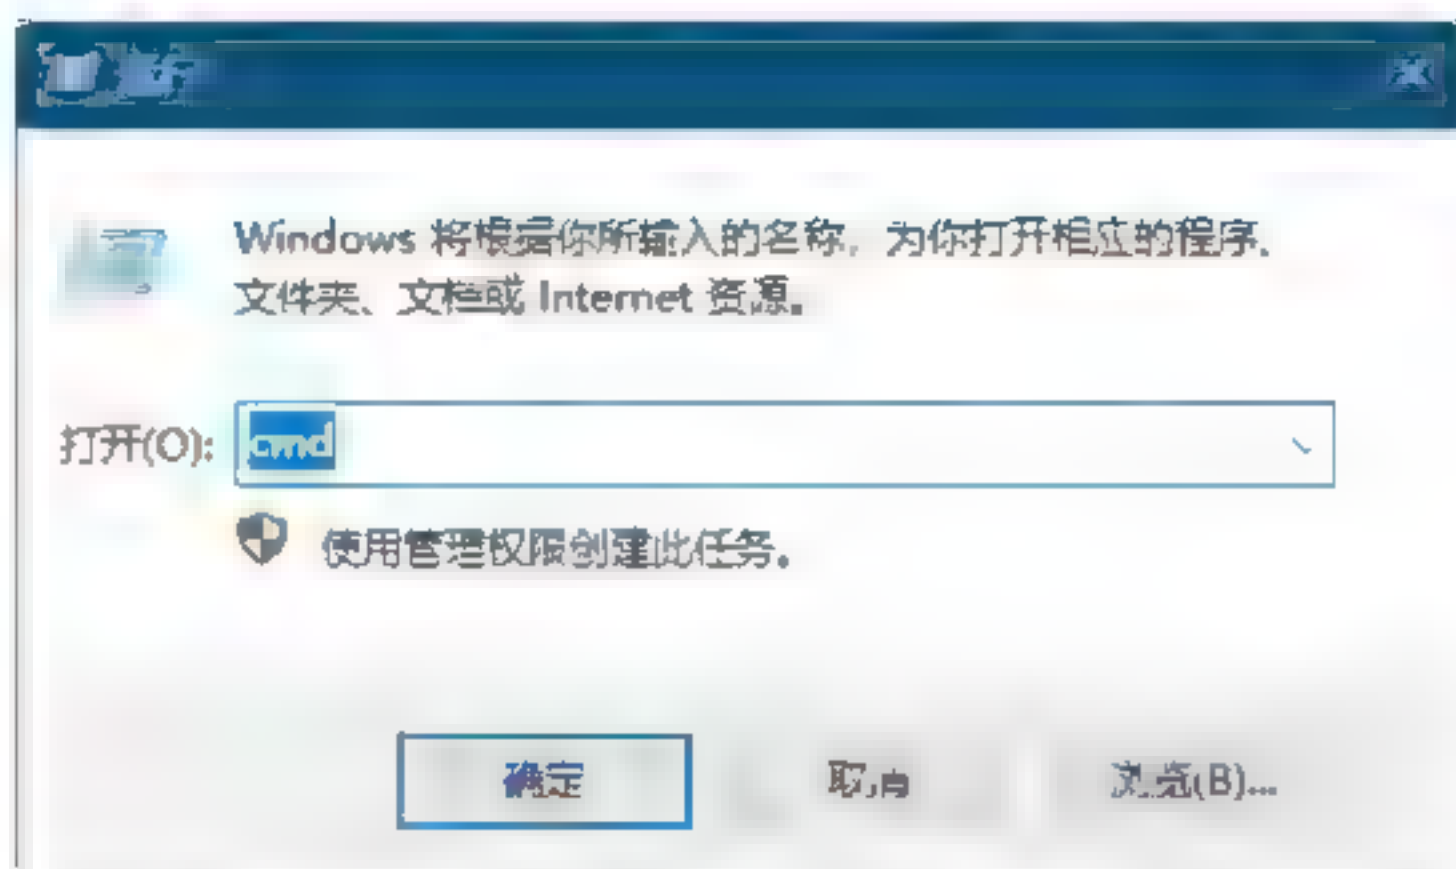 Windows 将根据你所输入的名称，为你打开相应的程序、
文件夹、文档或 Internet 资源。
打开(O): cmd
使用管理权限创建此任务。
确定 取消 浏览(B)...